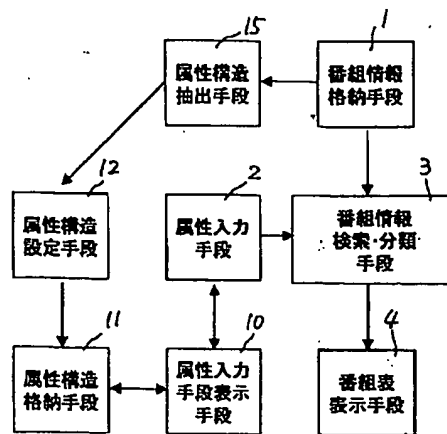 15
1
属性構造
抽出手段
番組情報
格納手段
12
2
3
属性構造
設定手段
属性入力
手段
番組情報
検索・分類
手段
11
10
4
属性構造
格納手段
属性入力
手段表示
手段
番組表
表示手段